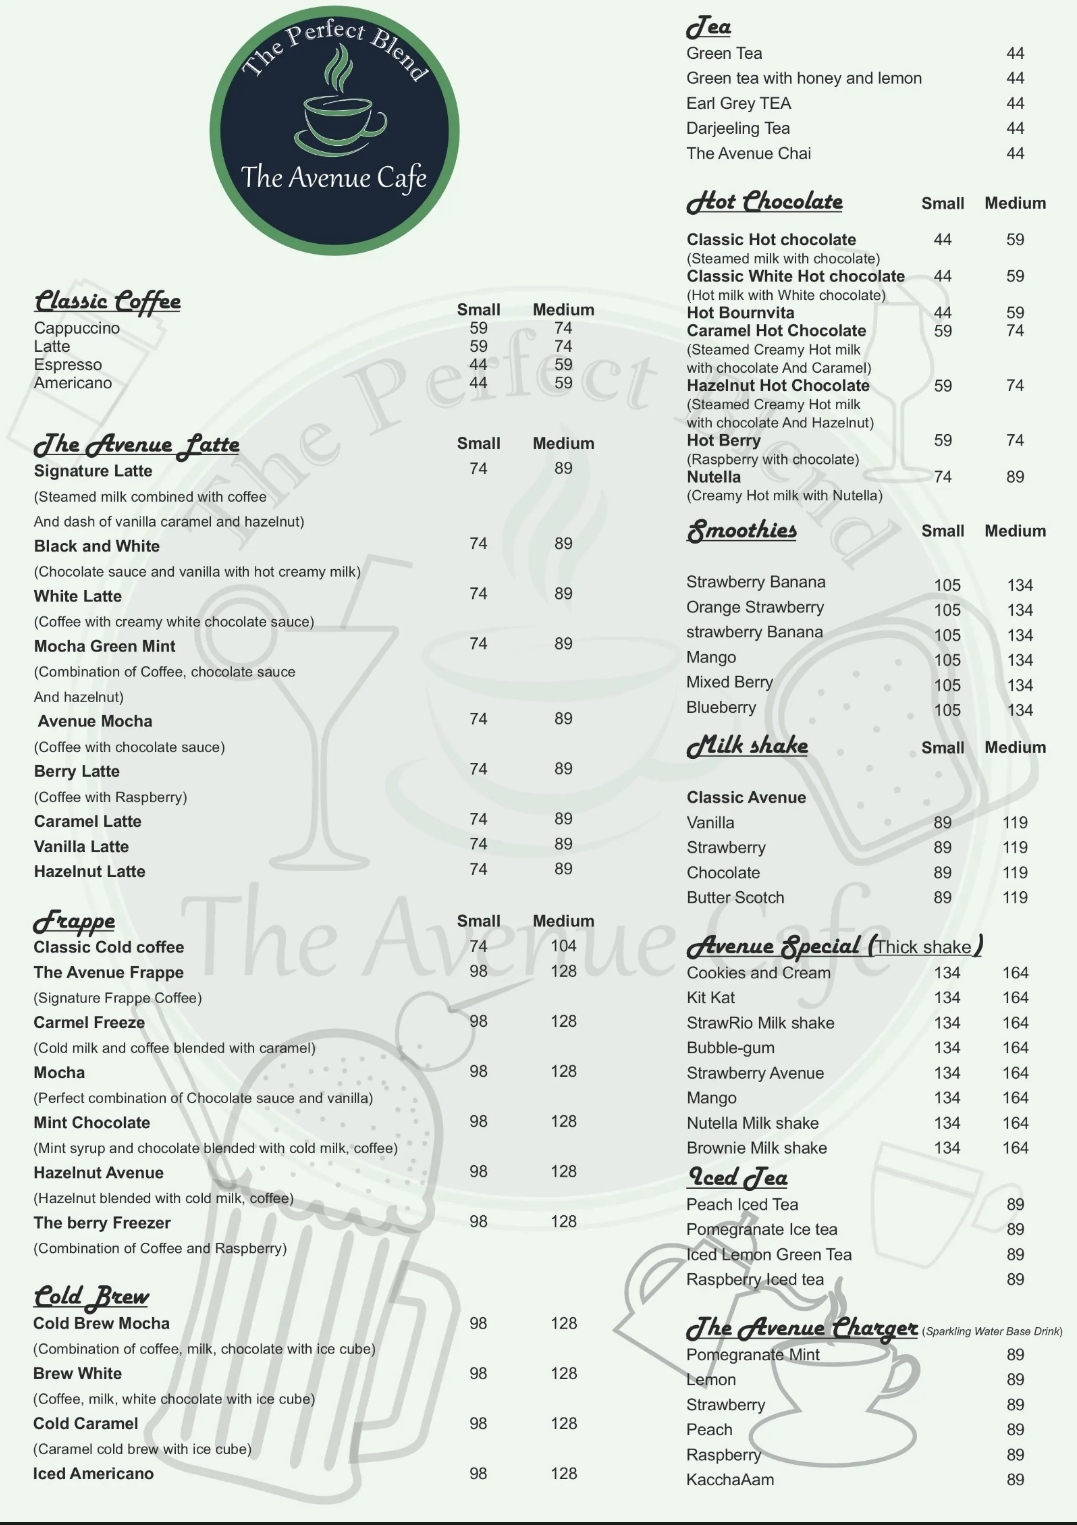 The Perfect Blend
The Avenue Cafe
Classic Coffee Small Medium
Cappuccino 59 74
Latte 59 74
Espresso 44 59
Americano 44 59
The Avenue Latte Small Medium
Signature Latte 74 89
(Steamed milk combined with coffee
And dash of vanilla caramel and hazelnut)
Black and White 74 89
(Chocolate sauce and vanilla with hot creamy milk)
White Latte 74 89
(Coffee with creamy white chocolate sauce)
Mocha Green Mint 74 89
(Combination of Coffee, chocolate sauce
And hazelnut)
Avenue Mocha 74 89
(Coffee with chocolate sauce)
Berry Latte 74 89
(Coffee with Raspberry)
Caramel Latte 74 89
Vanilla Latte 74 89
Hazelnut Latte 74 89
Frappe Small Medium
Classic Cold coffee 74 104
The Avenue Frappe 98 128
(Signature Frappe Coffee)
Carmel Freeze 98 128
(Cold milk and coffee blended with caramel)
Mocha 98 128
(Perfect combination of Chocolate sauce and vanilla)
Mint Chocolate 98 128
(Mint syrup and chocolate blended with cold milk, coffee)
Hazelnut Avenue 98 128
(Hazelnut blended with cold milk, coffee)
The berry Freezer 98 128
(Combination of Coffee and Raspberry)
Cold Brew
Cold Brew Mocha 98 128
(Combination of coffee, milk, chocolate with ice cube)
Brew White 98 128
(Coffee, milk, white chocolate with ice cube)
Cold Caramel 98 128
(Caramel cold brew with ice cube)
Iced Americano 98 128
Tea
Green Tea 44
Green tea with honey and lemon 44
Earl Grey TEA 44
Darjeeling Tea 44
The Avenue Chai 44
Hot Chocolate Small Medium
Classic Hot chocolate 44 59
(Steamed milk with chocolate)
Classic White Hot chocolate 44 59
(Hot milk with White chocolate)
Hot Bournvita 44 59
Caramel Hot Chocolate 59 74
(Steamed Creamy Hot milk
with chocolate And Caramel)
Hazelnut Hot Chocolate 59 74
(Steamed Creamy Hot milk
with chocolate And Hazelnut)
Hot Berry 59 74
(Raspberry with chocolate)
Nutella 74 89
(Creamy Hot milk with Nutella)
Smoothies Small Medium
Strawberry Banana 105 134
Orange Strawberry 105 134
strawberry Banana 105 134
Mango 105 134
Mixed Berry 105 134
Blueberry 105 134
Milk shake Small Medium
Classic Avenue
Vanilla 89 119
Strawberry 89 119
Chocolate 89 119
Butter Scotch 89 119
Avenue Special (Thick shake)
Cookies and Cream 134 164
Kit Kat 134 164
StrawRio Milk shake 134 164
Bubble-gum 134 164
Strawberry Avenue 134 164
Mango 134 164
Nutella Milk shake 134 164
Brownie Milk shake 134 164
Iced Tea
Peach Iced Tea 89
Pomegranate Ice tea 89
Iced Lemon Green Tea 89
Raspberry Iced tea 89
The Avenue Charger (Sparkling Water Base Drink)
Pomegranate Mint 89
Lemon 89
Strawberry 89
Peach 89
Raspberry 89
KacchaAam 89
The Perfect Blend
The Avenue Cafe